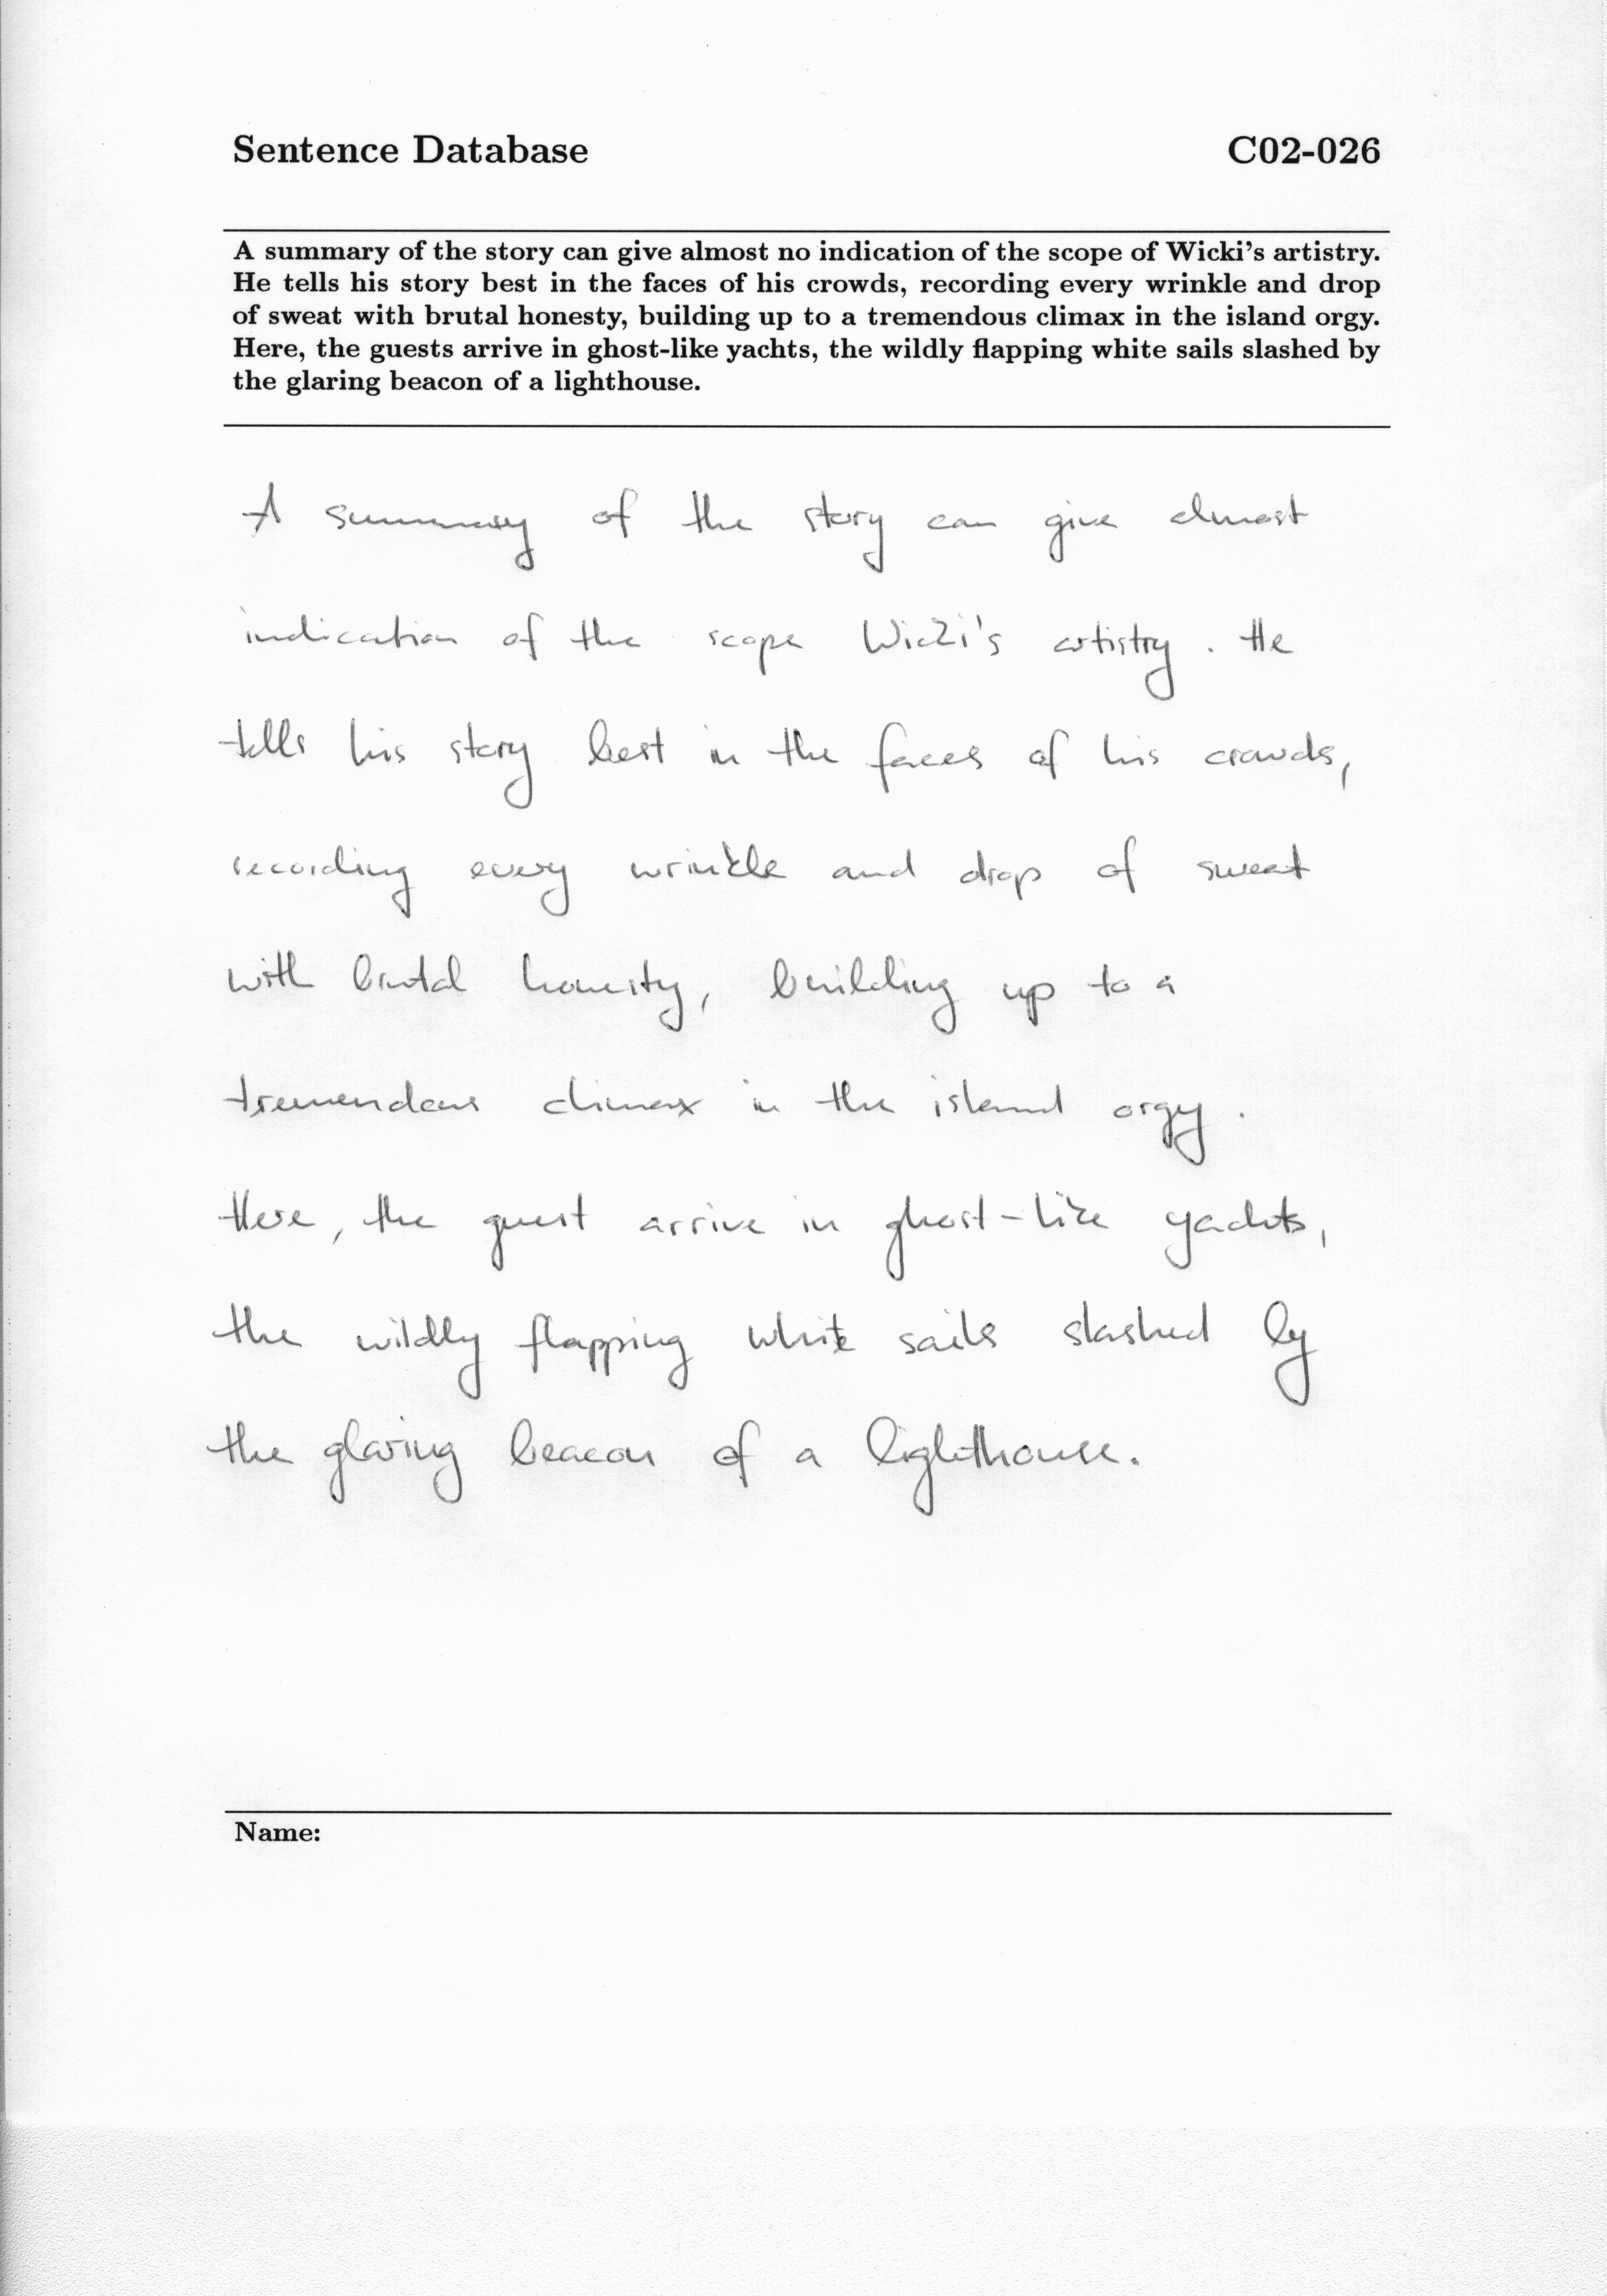 Sentence Database C02-026
A summary of the story can give almost no indication of the scope of Wicki's artistry.
He tells his story best in the faces of his crowds, recording every wrinkle and drop
of sweat with brutal honesty, building up to a tremendous climax in the island orgy.
Here, the guests arrive in ghost-like yachts, the wildly flapping white sails slashed by
the glaring beacon of a lighthouse.
A summary of the story can give almost
indication of the scope Wicki's artistry. He
tells his story best in the faces of his crowds,
recording every wrinkle and drop of sweat
with brutal honesty, building up to a
tremendous climax in the island orgy.
Here, the guest arrive in ghost-like yachts,
the wildly flapping white sails slashed by
the glaring beacon of a lighthouse.
Name: